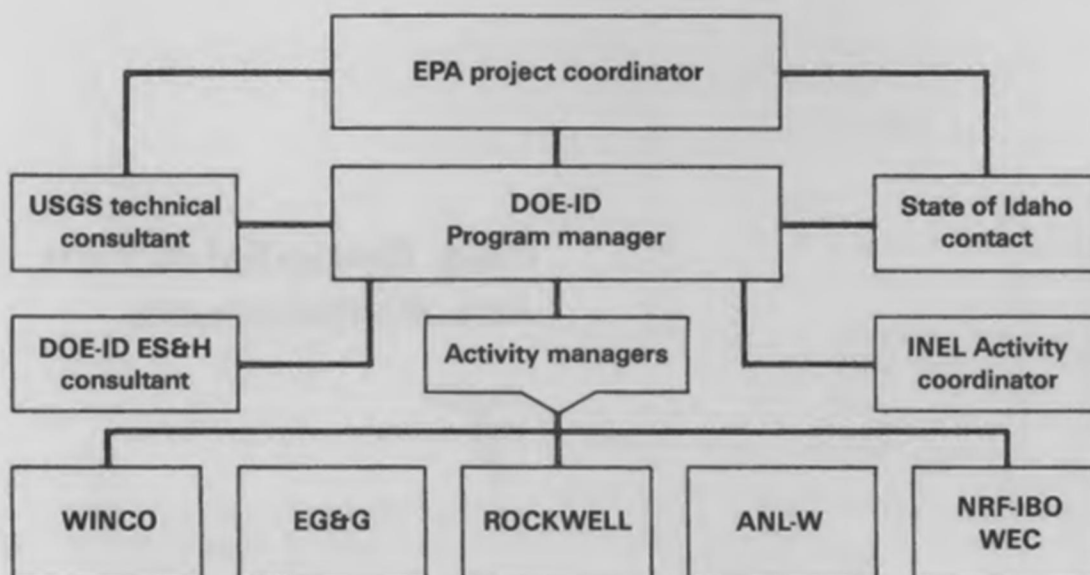 EPA project coordinator
USGS technical
consultant
DOE-ID
Program manager
State of Idaho
contact
DOE-ID ES&H
consultant
Activity managers
INEL Activity
coordinator
WINCO
EG&G
ROCKWELL
ANL-W
NRF-IBO
WEC